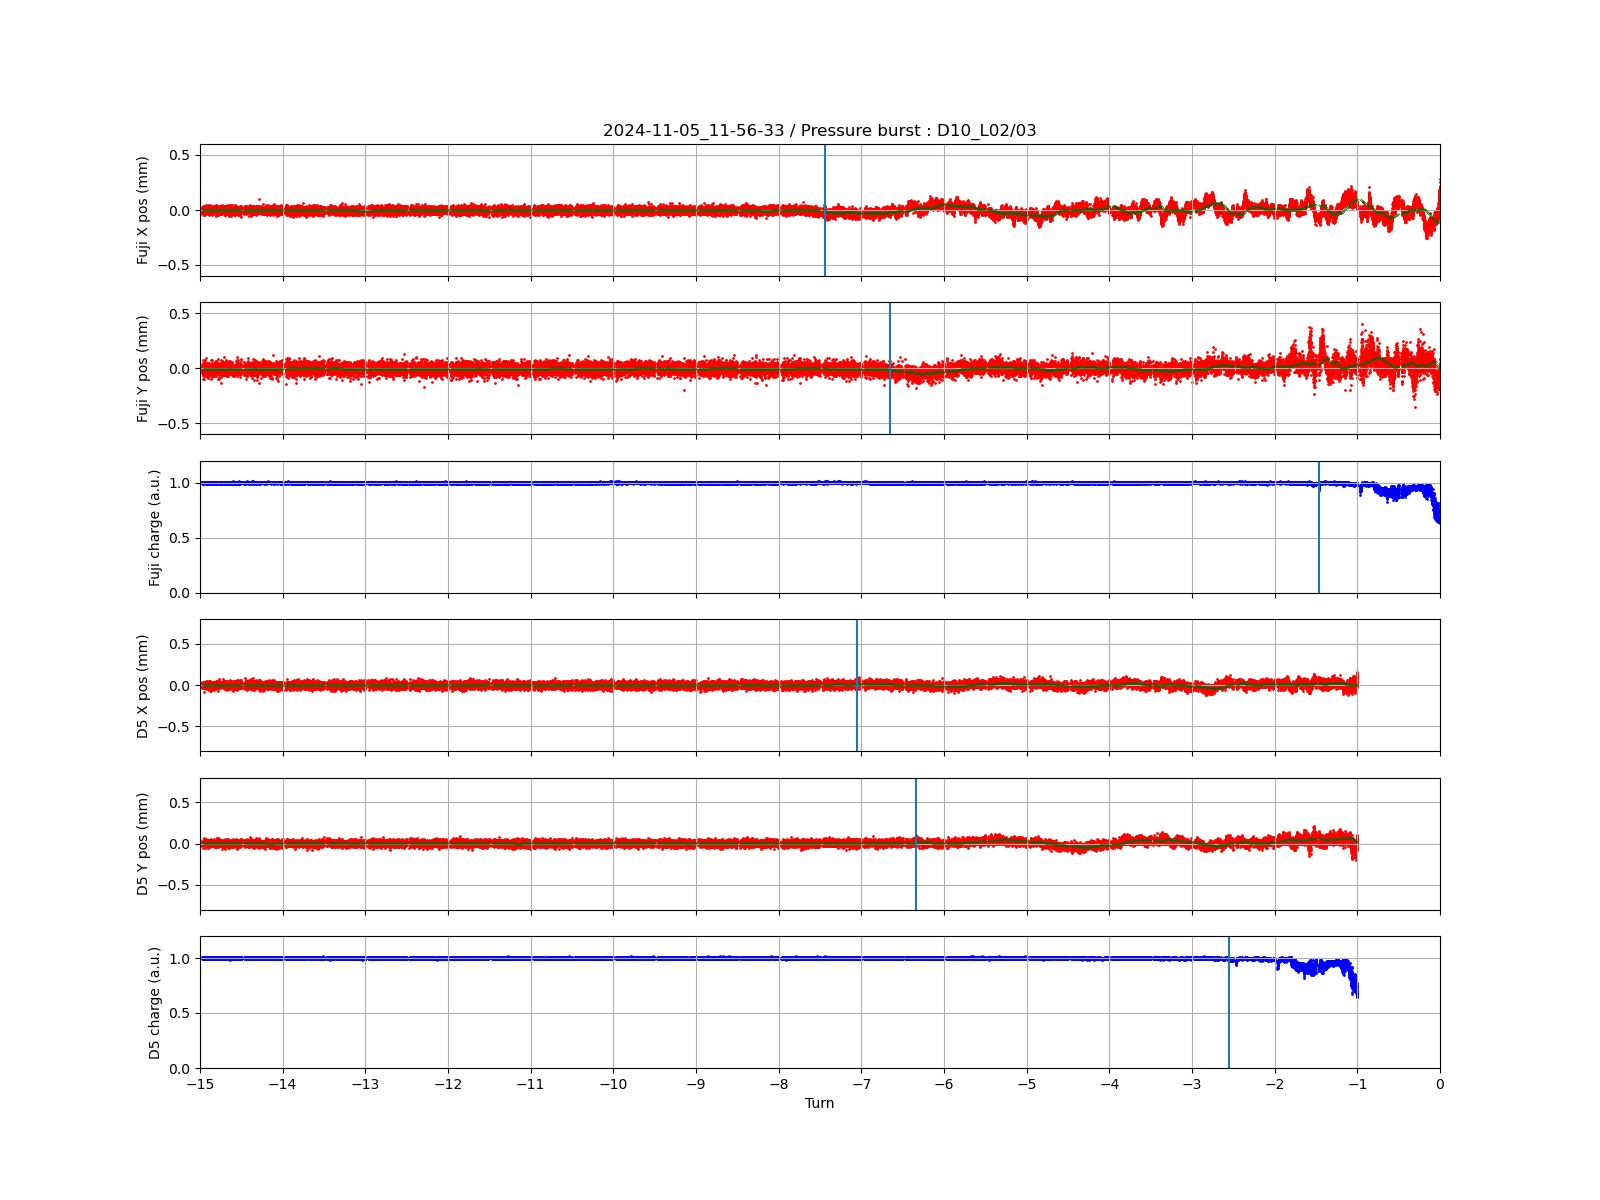 2024-11-05_11-56-33 / Pressure burst : D10_L02/03
Fuji X pos (mm)
0.5
0.0
−0.5
Fuji Y pos (mm)
0.5
0.0
−0.5
Fuji charge (a.u.)
1.0
0.5
0.0
D5 X pos (mm)
0.5
0.0
−0.5
D5 Y pos (mm)
0.5
0.0
−0.5
D5 charge (a.u.)
1.0
0.5
0.0
−15 −14 −13 −12 −11 −10 −9 −8 −7 −6 −5 −4 −3 −2 −1 0
Turn